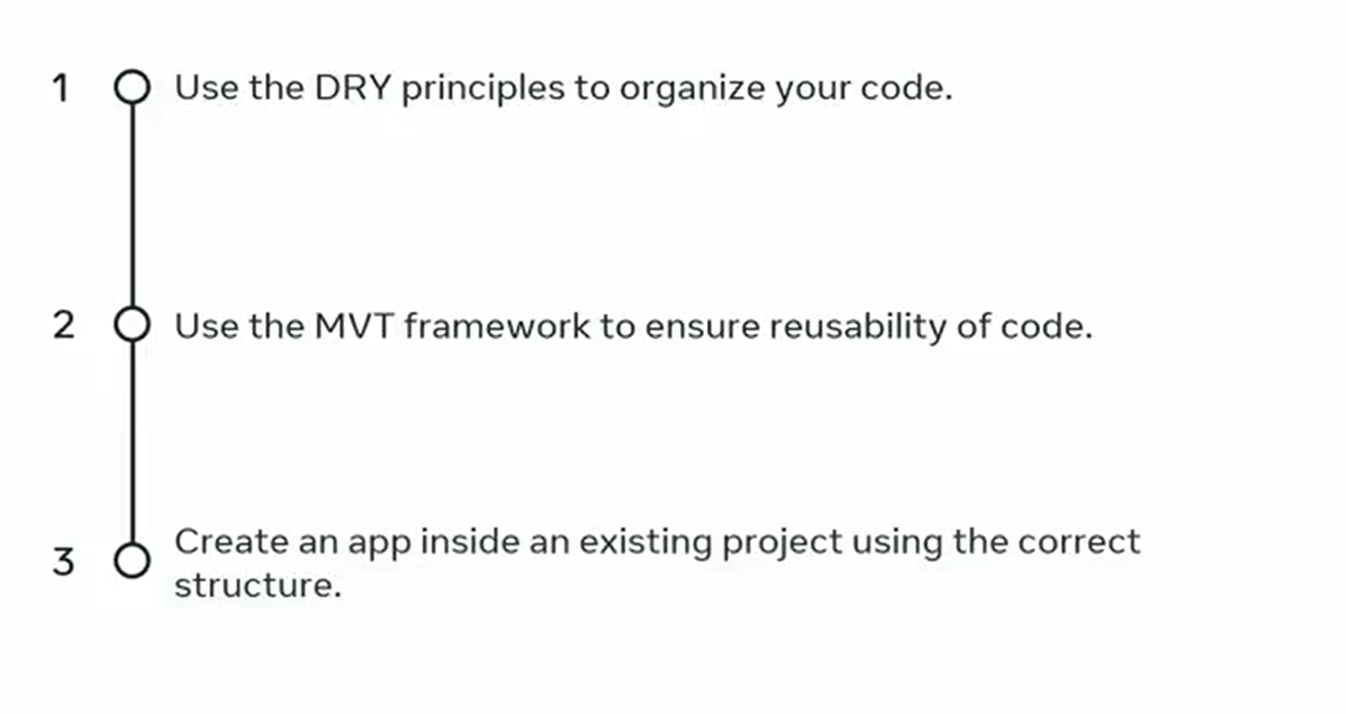 1 Use the DRY principles to organize your code.
2 Use the MVT framework to ensure reusability of code.
3 Create an app inside an existing project using the correct
structure.